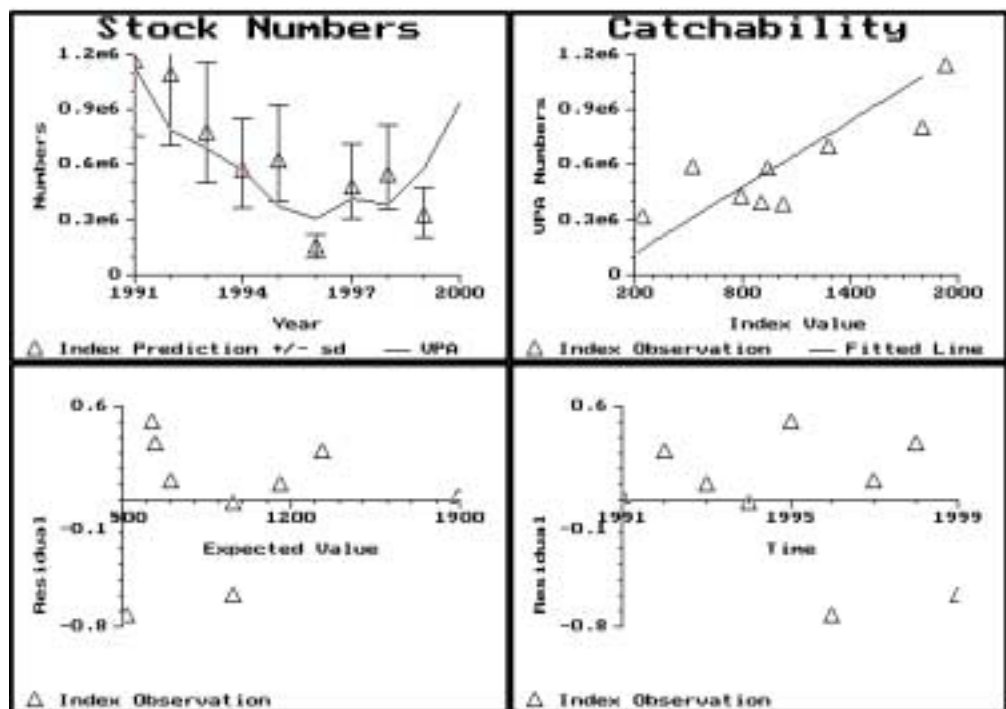 Stock Numbers
1.2e6
0.9e6
0.6e6
0.3e6
0
Numbers
1991 1994 1997 2000
Year
Index Prediction +/- sd VPA
Catchability
1.2e6
0.9e6
0.6e6
0.3e6
0
VPA Numbers
200 800 1400 2000
Index Value
Index Observation Fitted Line
0.6
-0.1
-0.8
Residual
500 1200 1900
Expected Value
Index Observation
0.6
-0.1
-0.8
Residual
1991 1995 1999
Time
Index Observation